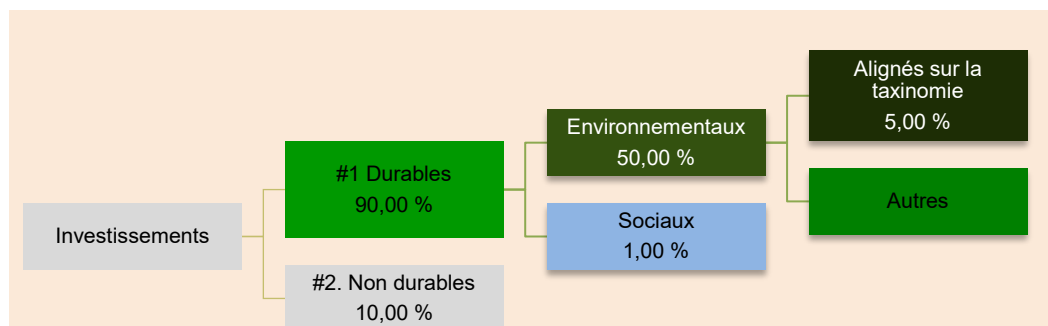 Investissements
#1 Durables
90,00 %
#2. Non durables
10,00 %
Environnementaux
50,00 %
Sociaux
1,00 %
Alignés sur la
taxinomie
5,00 %
Autres